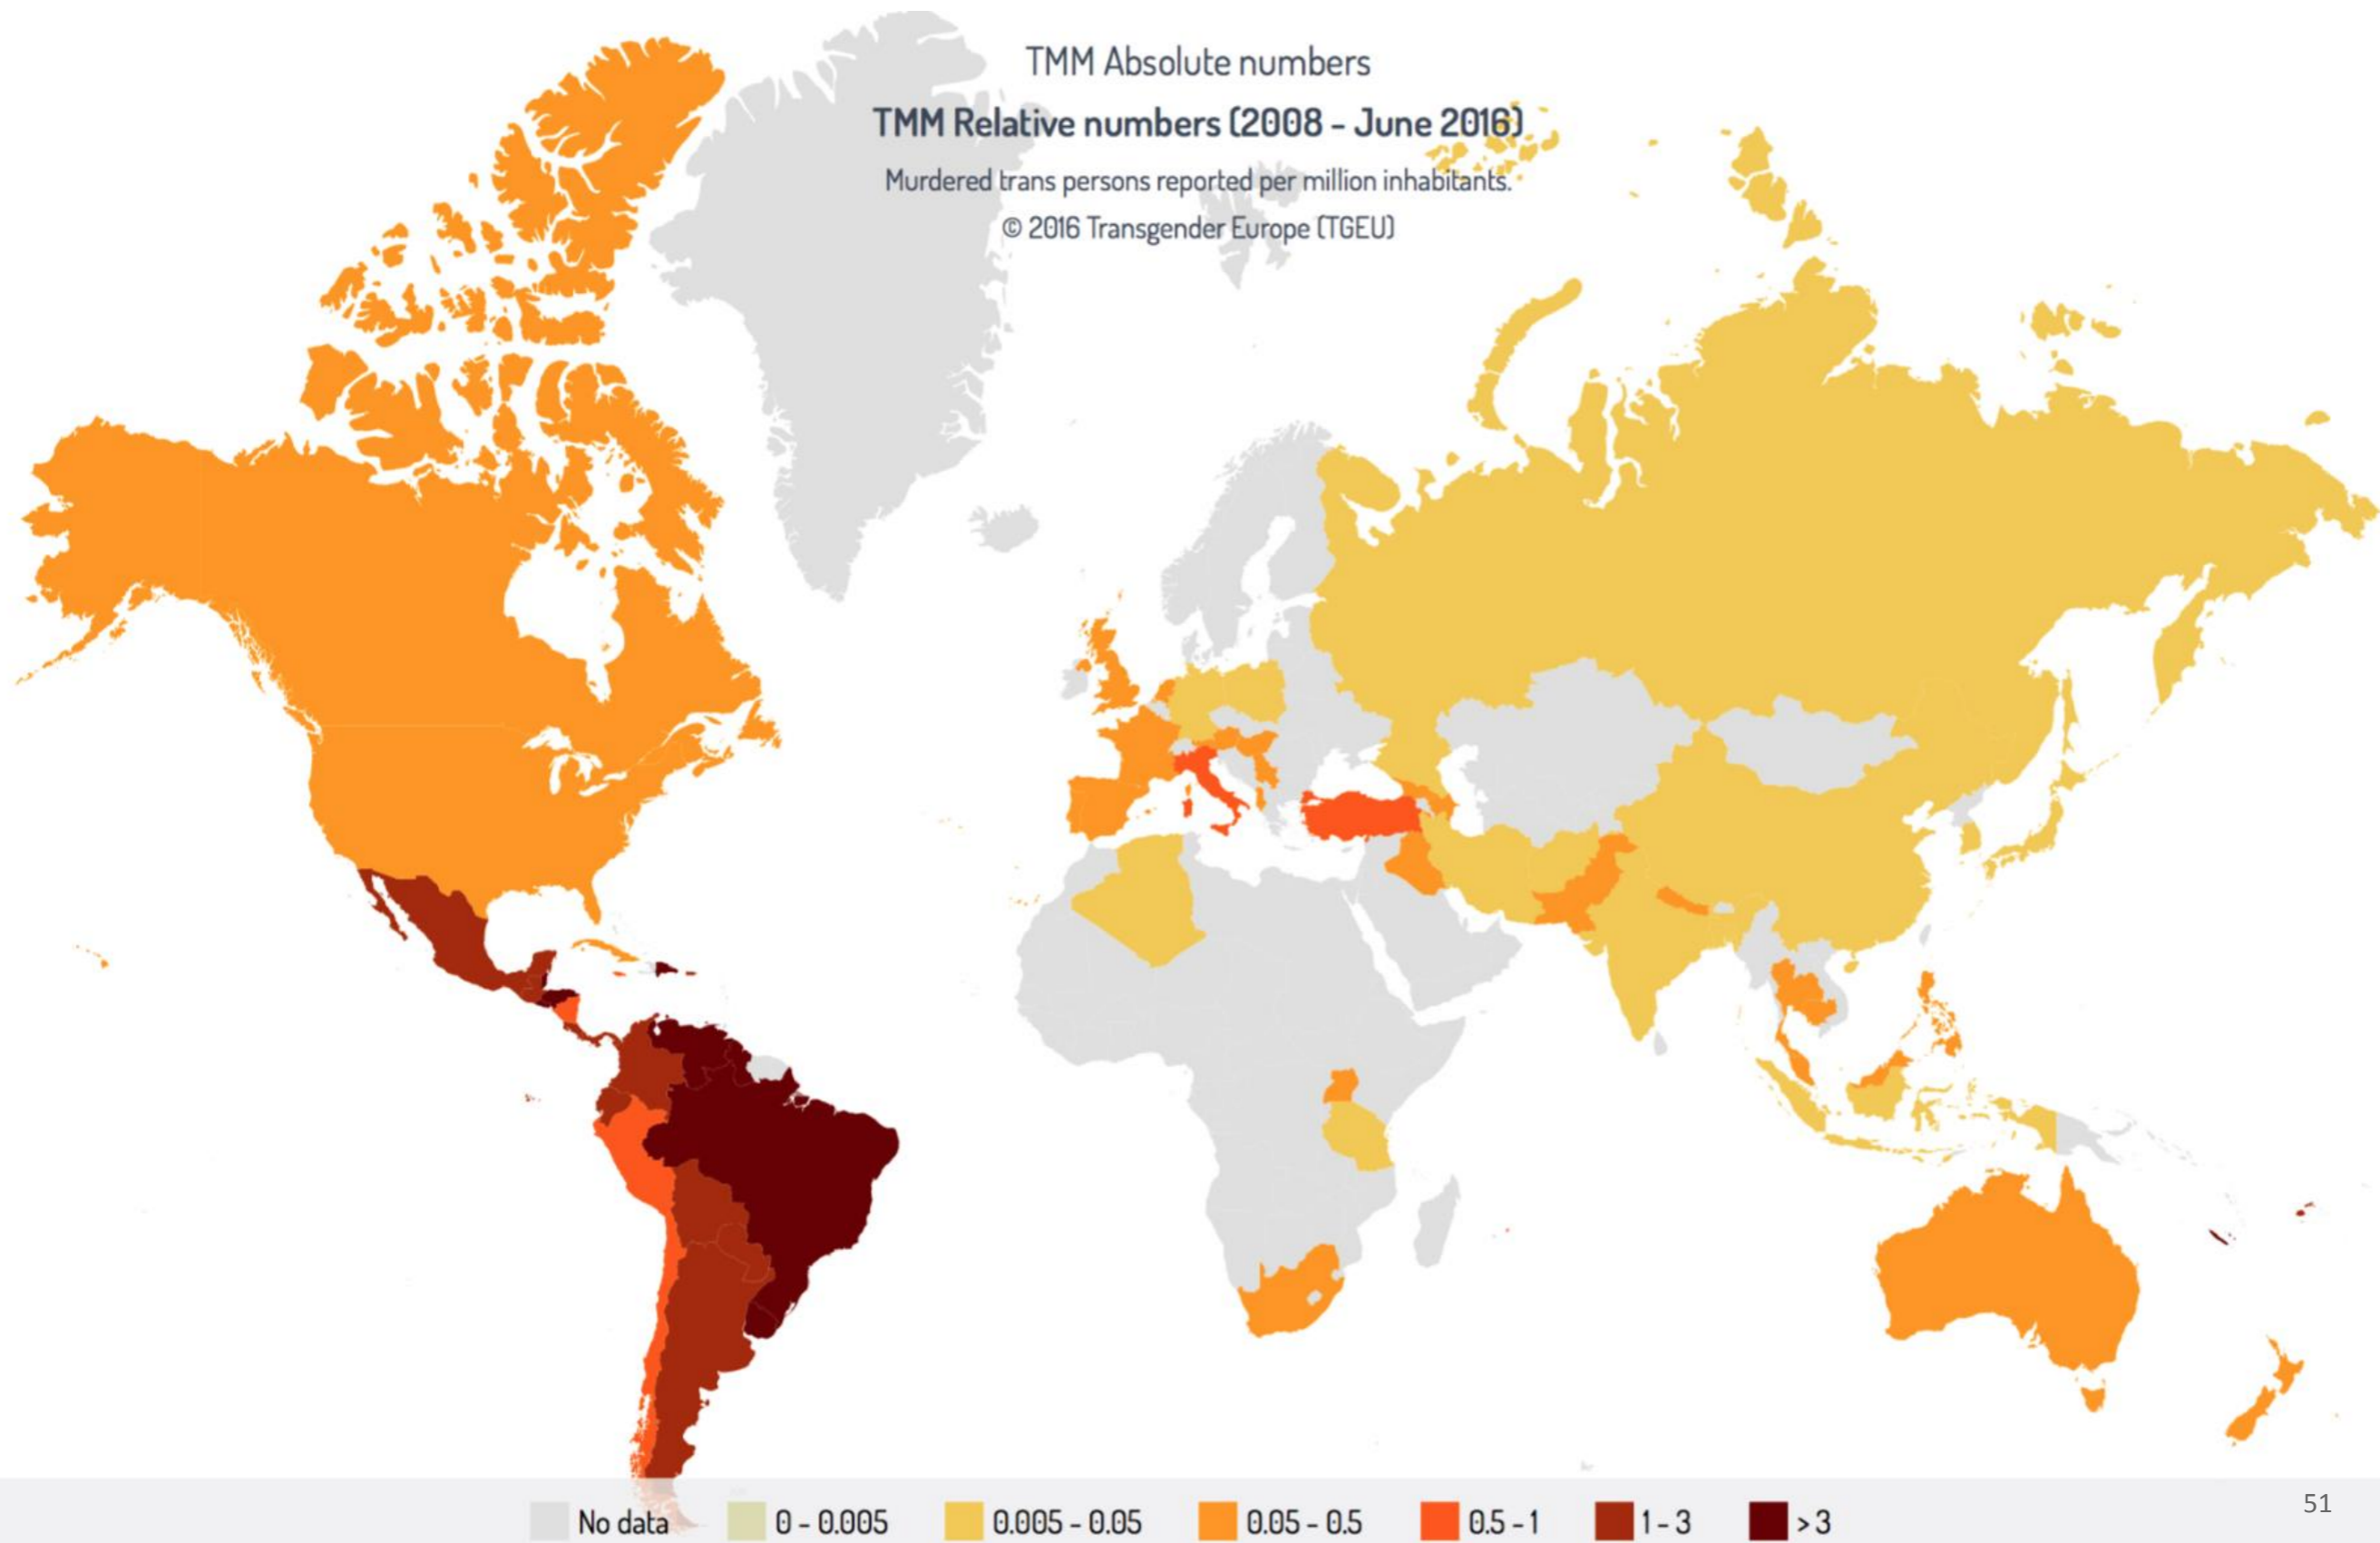 TMM Absolute numbers
TMM Relative numbers (2008 - June 2016)
Murdered trans persons reported per million inhabitants.
© 2016 Transgender Europe (TGEU)
No data 0 - 0.005 0.005 - 0.05 0.05 - 0.5 0.5 - 1 1 - 3 > 3
51